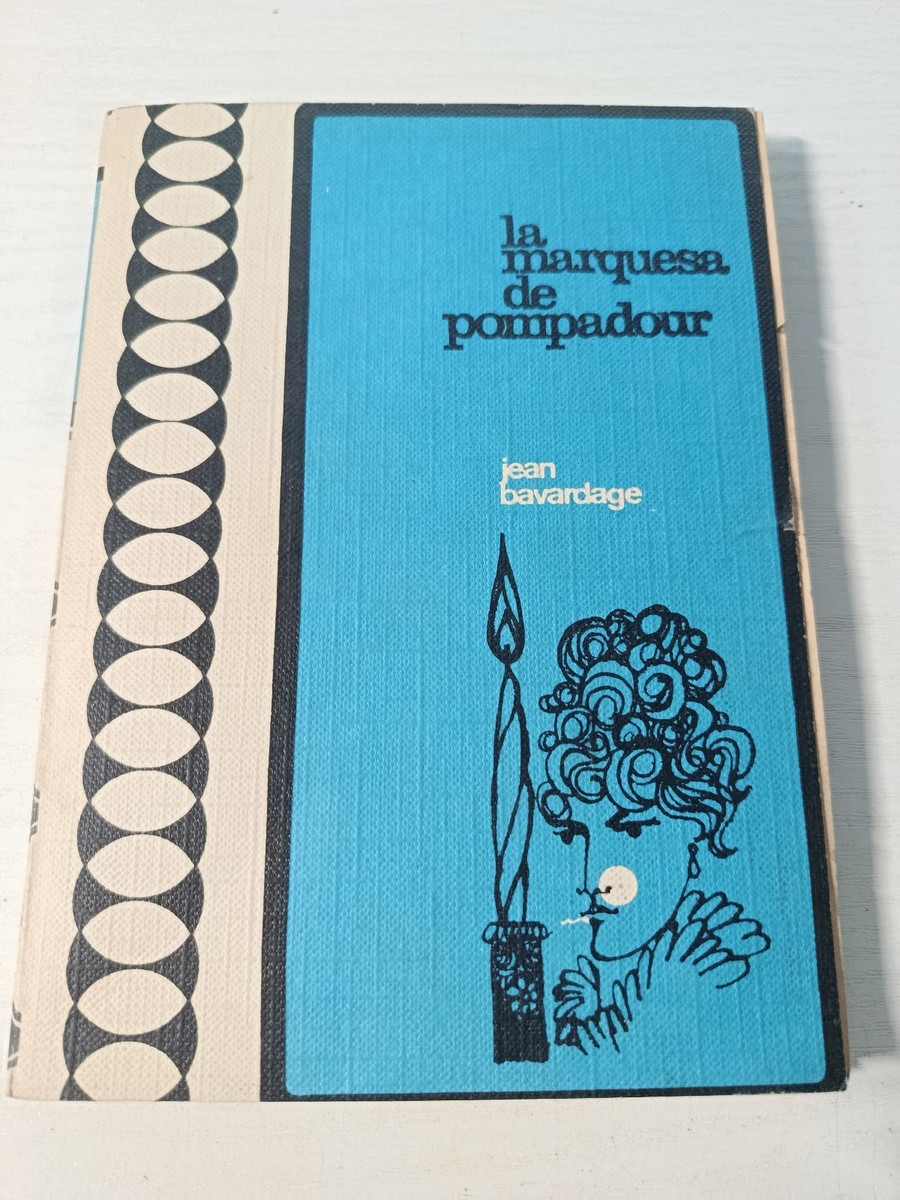 la
marquesa
de
pompadour
jean
bavardage